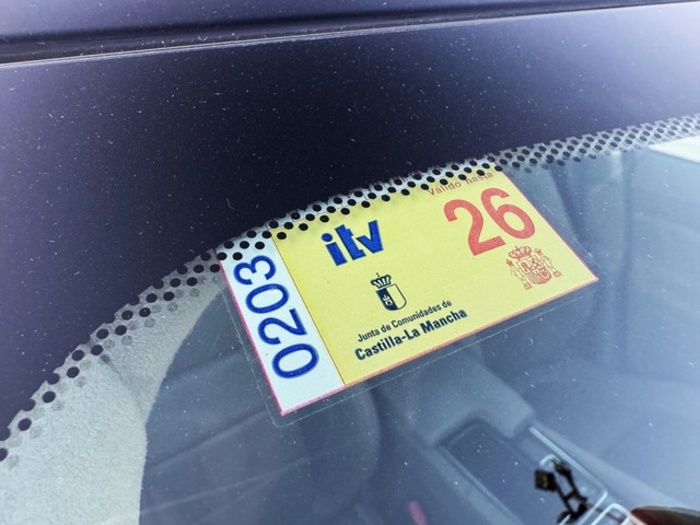 Válido hasta
26
itv
0203
Junta de Comunidades de
Castilla-La Mancha